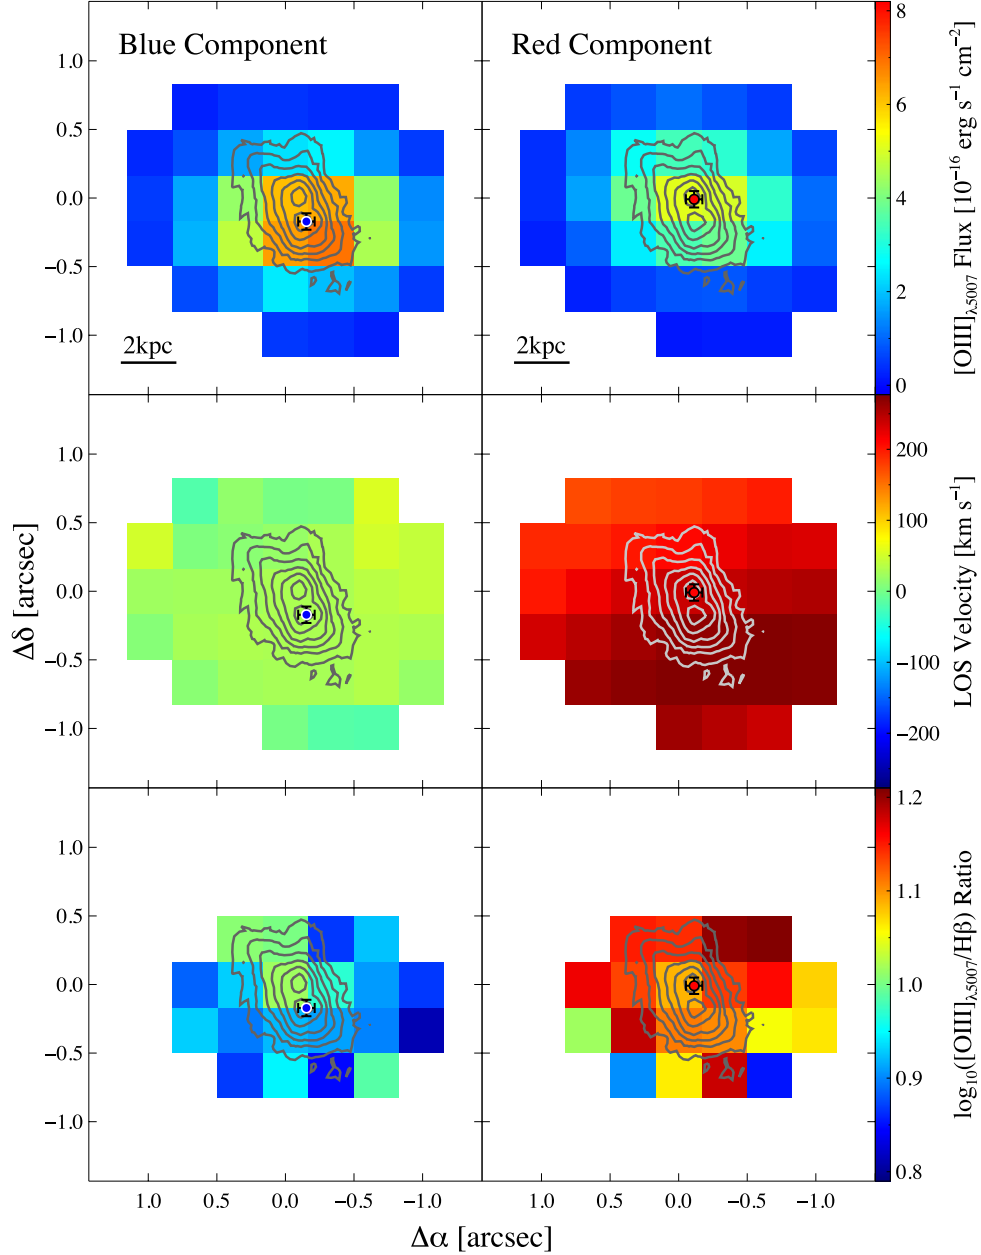 Blue Component
Red Component
1.0
0.5
0.0
−0.5
−1.0
2kpc
2kpc
8
6
4
2
0
[OIII]λ5007 Flux [10−16 erg s−1 cm−2]
1.0
0.5
0.0
−0.5
−1.0
Δδ [arcsec]
200
100
0
−100
−200
LOS Velocity [km s−1]
1.0
0.5
0.0
−0.5
−1.0
1.2
1.1
1.0
0.9
0.8
log10([OIII]λ5007/Hβ) Ratio
1.0 0.5 0.0 −0.5 −1.0
1.0 0.5 0.0 −0.5 −1.0
Δα [arcsec]